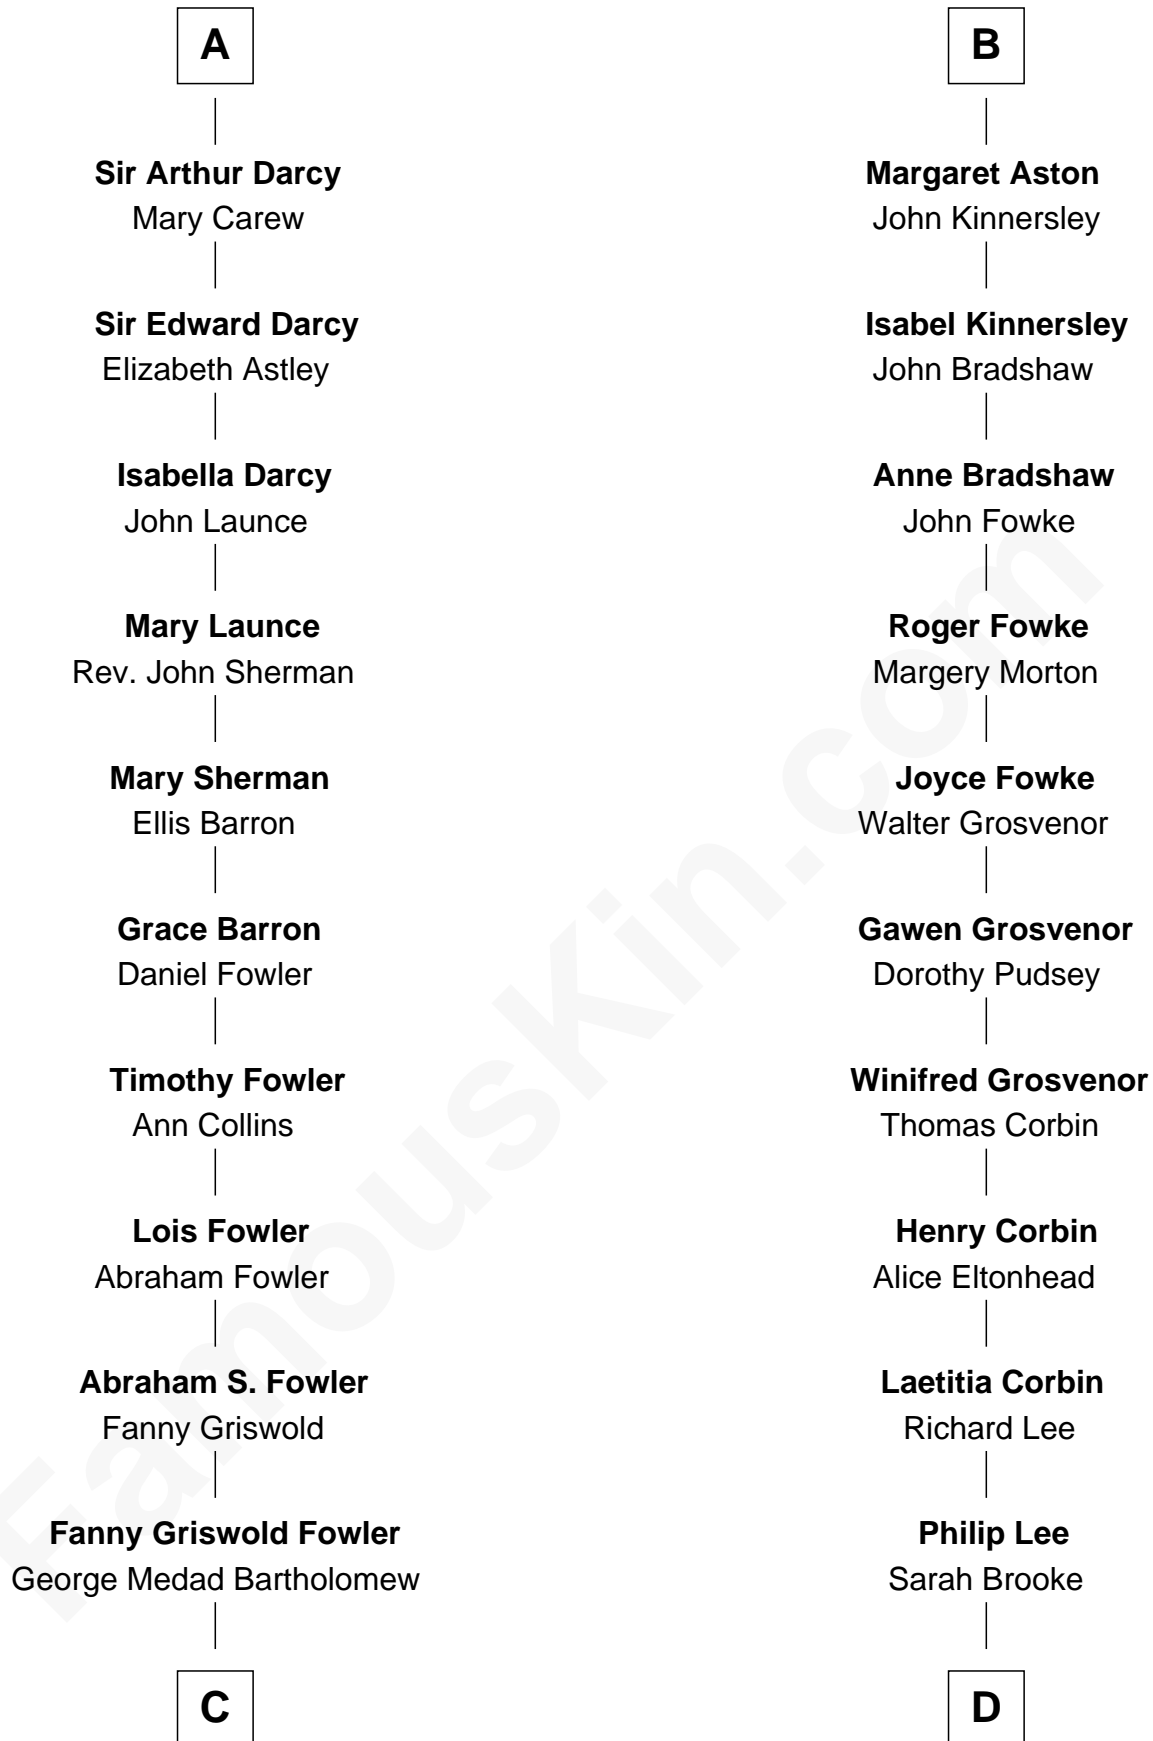 A
Sir Arthur Darcy
Mary Carew
Sir Edward Darcy
Elizabeth Astley
Isabella Darcy
John Launce
Mary Launce
Rev. John Sherman
Mary Sherman
Ellis Barron
Grace Barron
Daniel Fowler
Timothy Fowler
Ann Collins
Lois Fowler
Abraham Fowler
Abraham S. Fowler
Fanny Griswold
Fanny Griswold Fowler
George Medad Bartholomew
C
B
Margaret Aston
John Kinnersley
Isabel Kinnersley
John Bradshaw
Anne Bradshaw
John Fowke
Roger Fowke
Margery Morton
Joyce Fowke
Walter Grosvenor
Gawen Grosvenor
Dorothy Pudsey
Winifred Grosvenor
Thomas Corbin
Henry Corbin
Alice Eltonhead
Laetitia Corbin
Richard Lee
Philip Lee
Sarah Brooke
D
FamousKin.com